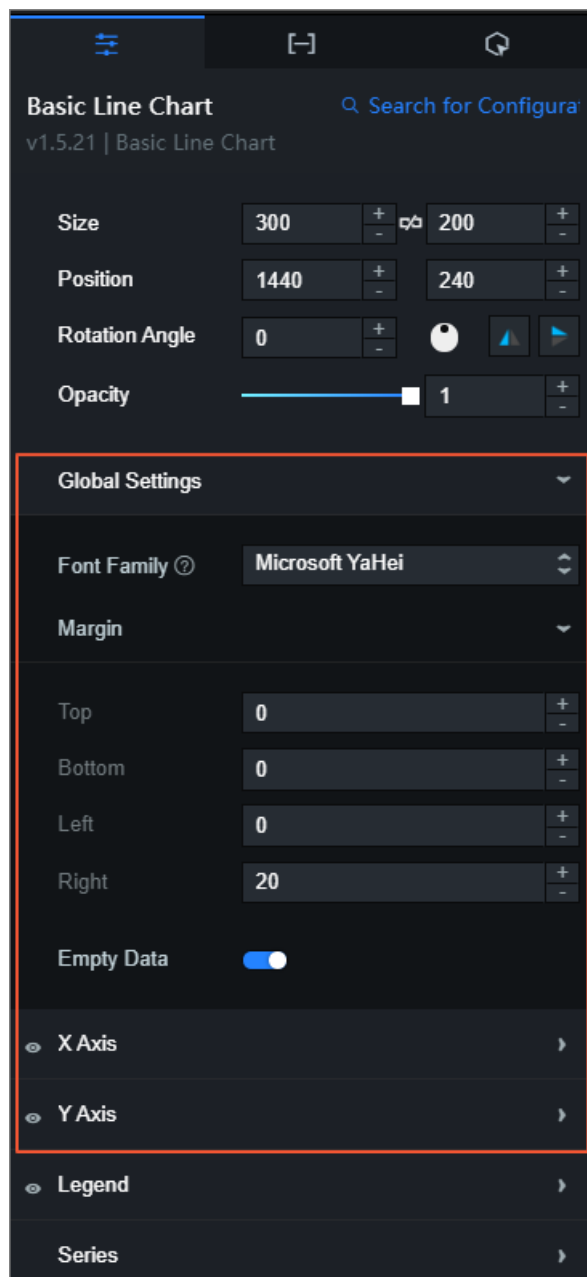 Basic Line Chart Search for Configura
v1.5.21 | Basic Line Chart
Size 300 + - 200 + -
Position 1440 + - 240 + -
Rotation Angle 0 + -
Opacity 1 + -
Global Settings
Font Family ? Microsoft YaHei
Margin
Top 0 + -
Bottom 0 + -
Left 0 + -
Right 20 + -
Empty Data
X Axis
Y Axis
Legend
Series